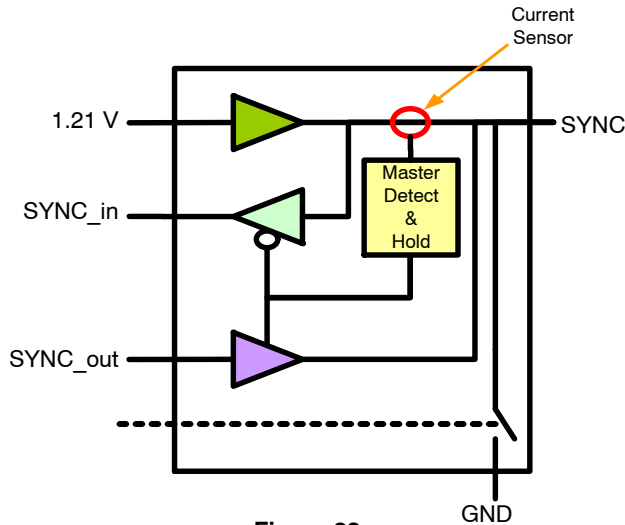 Current
Sensor
1.21 V
SYNC
Master
Detect
&
Hold
SYNC_in
SYNC_out
GND